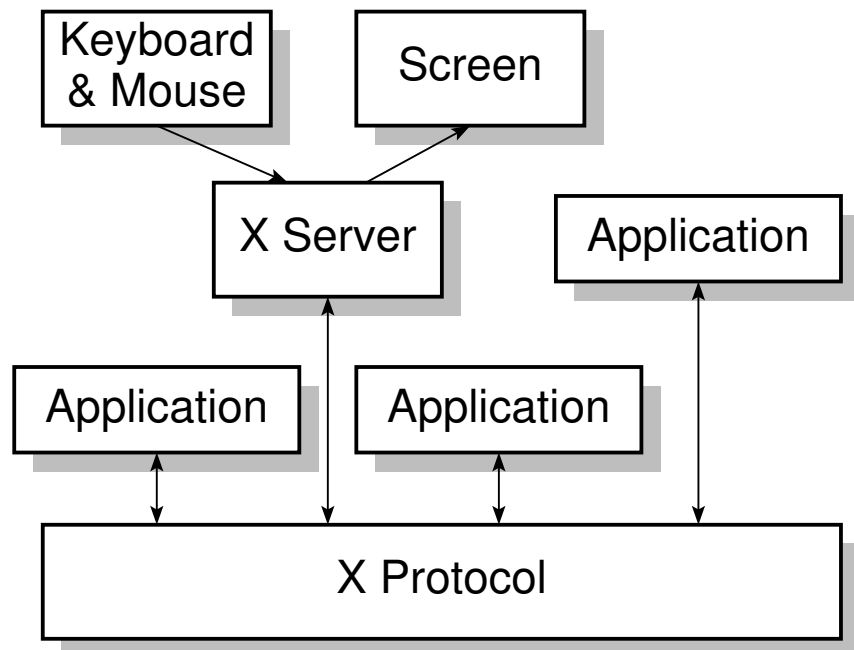 Keyboard
& Mouse
Screen
X Server
Application
Application
Application
X Protocol